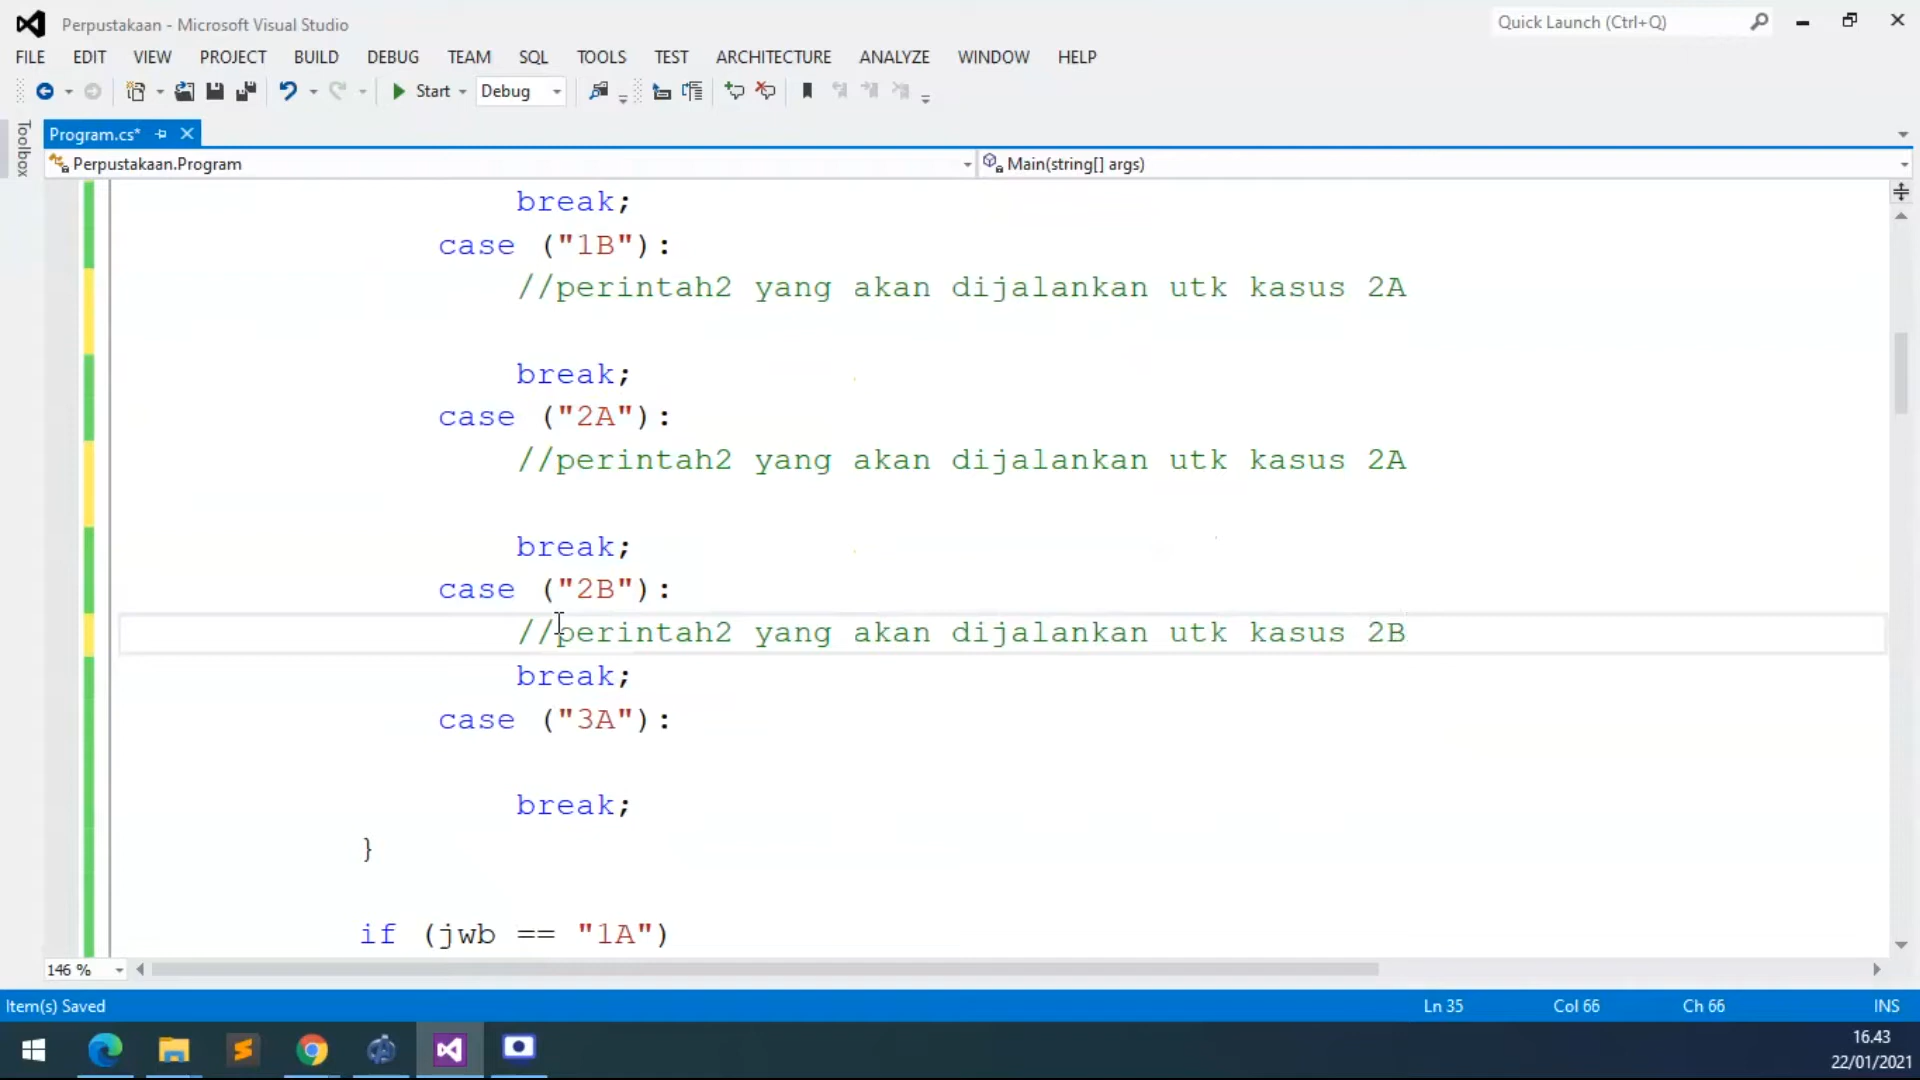 Perpustakaan - Microsoft Visual Studio
Quick Launch (Ctrl+Q)
FILE EDIT VIEW PROJECT BUILD DEBUG TEAM SQL TOOLS TEST ARCHITECTURE ANALYZE WINDOW HELP
Start Debug
Toolbox
Program.cs*
Perpustakaan.Program
Main(string[] args)
break;
case ("1B"):
//perintah2 yang akan dijalankan utk kasus 2A
break;
case ("2A"):
//perintah2 yang akan dijalankan utk kasus 2A
break;
case ("2B"):
//perintah2 yang akan dijalankan utk kasus 2B
break;
case ("3A"):
break;
}
if (jwb == "1A")
146 %
Item(s) Saved
Ln 35 Col 66 Ch 66 INS
16.43
22/01/2021